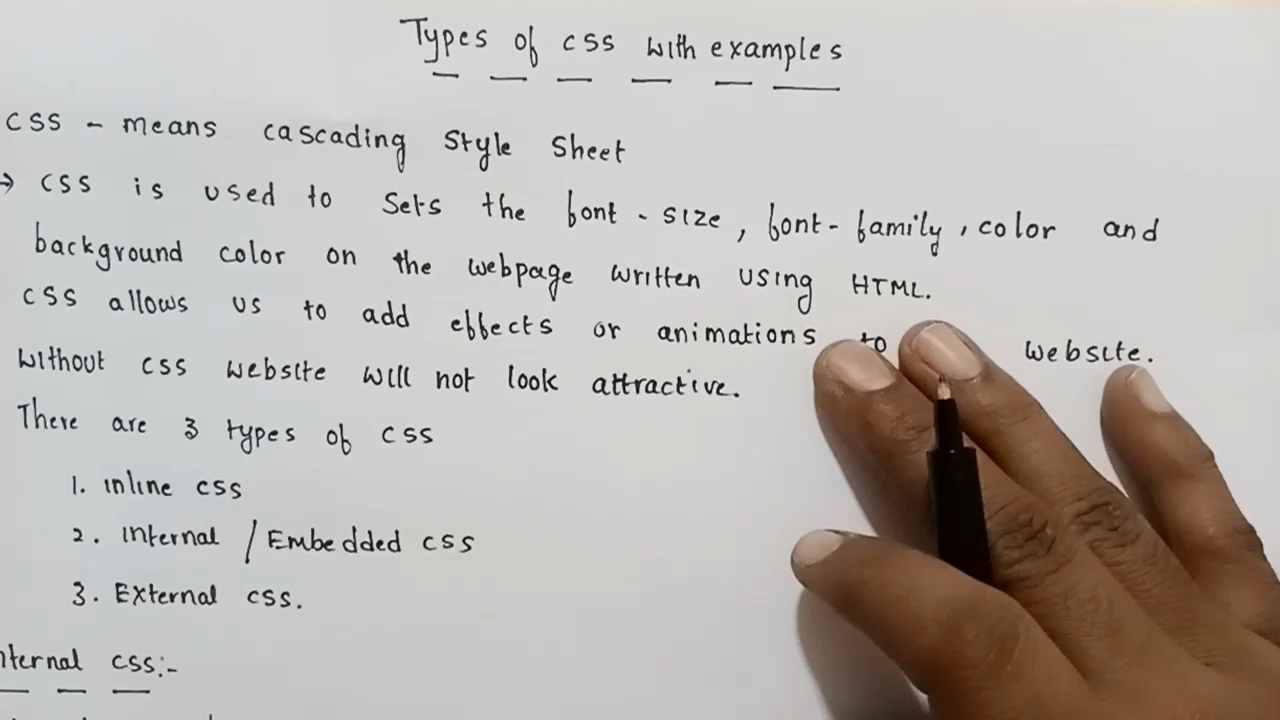 Types of css with examples
CSS - means cascading Style Sheet
→ CSS is used to Sets the font-size, font-family, color and
background color on the webpage written using HTML.
CSS allows us to add effects or animations to website.
Without css website will not look attractive.
There are 3 types of css
1. Inline css
2. Internal / Embedded css
3. External css.
nternal css:-